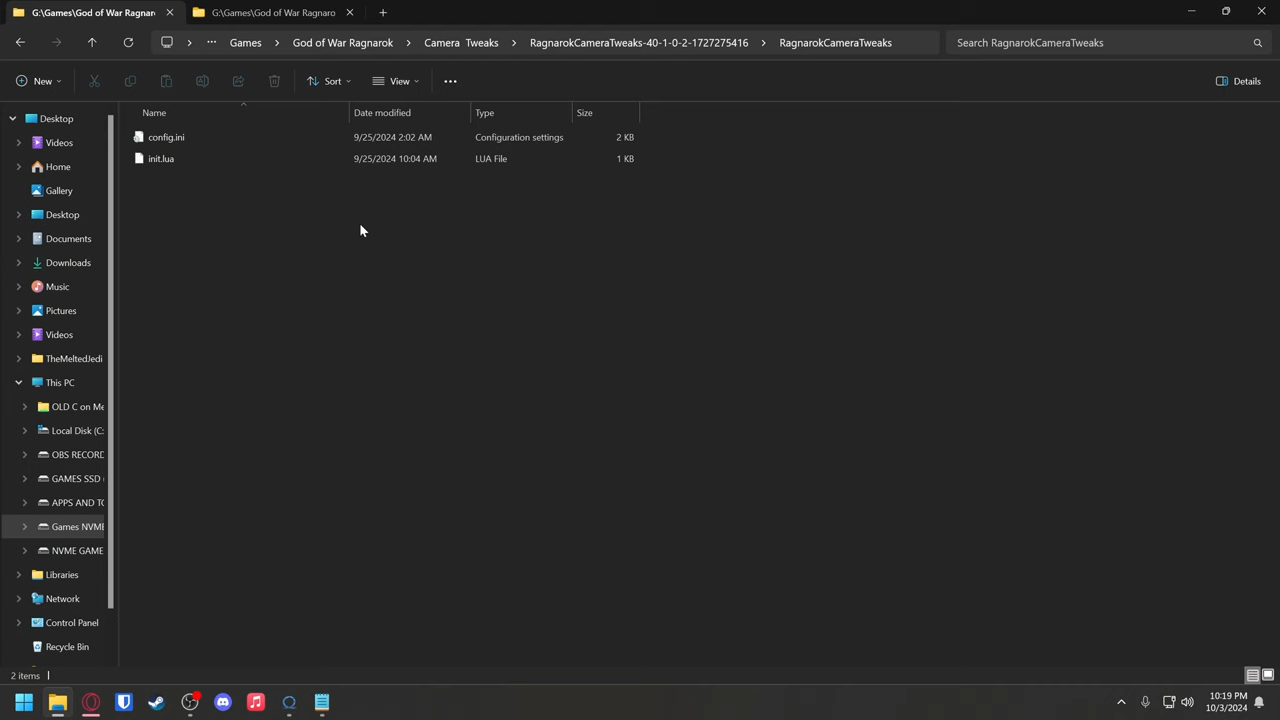 G:\Games\God of War Ragnar
G:\Games\God of War Ragnaro
Games
God of War Ragnarok
Camera Tweaks
RagnarokCameraTweaks-40-1-0-2-1727275416
RagnarokCameraTweaks
Search RagnarokCameraTweaks
New
Sort
View
Details
Name
Date modified
Type
Size
config.ini
9/25/2024 2:02 AM
Configuration settings
2 KB
init.lua
9/25/2024 10:04 AM
LUA File
1 KB
Desktop
Videos
Home
Gallery
Desktop
Documents
Downloads
Music
Pictures
Videos
TheMeltedJedi
This PC
OLD C on Me
Local Disk (C:
OBS RECORD
GAMES SSD (
APPS AND TO
Games NVME
NVME GAME
Libraries
Network
Control Panel
Recycle Bin
2 items
10:19 PM
10/3/2024